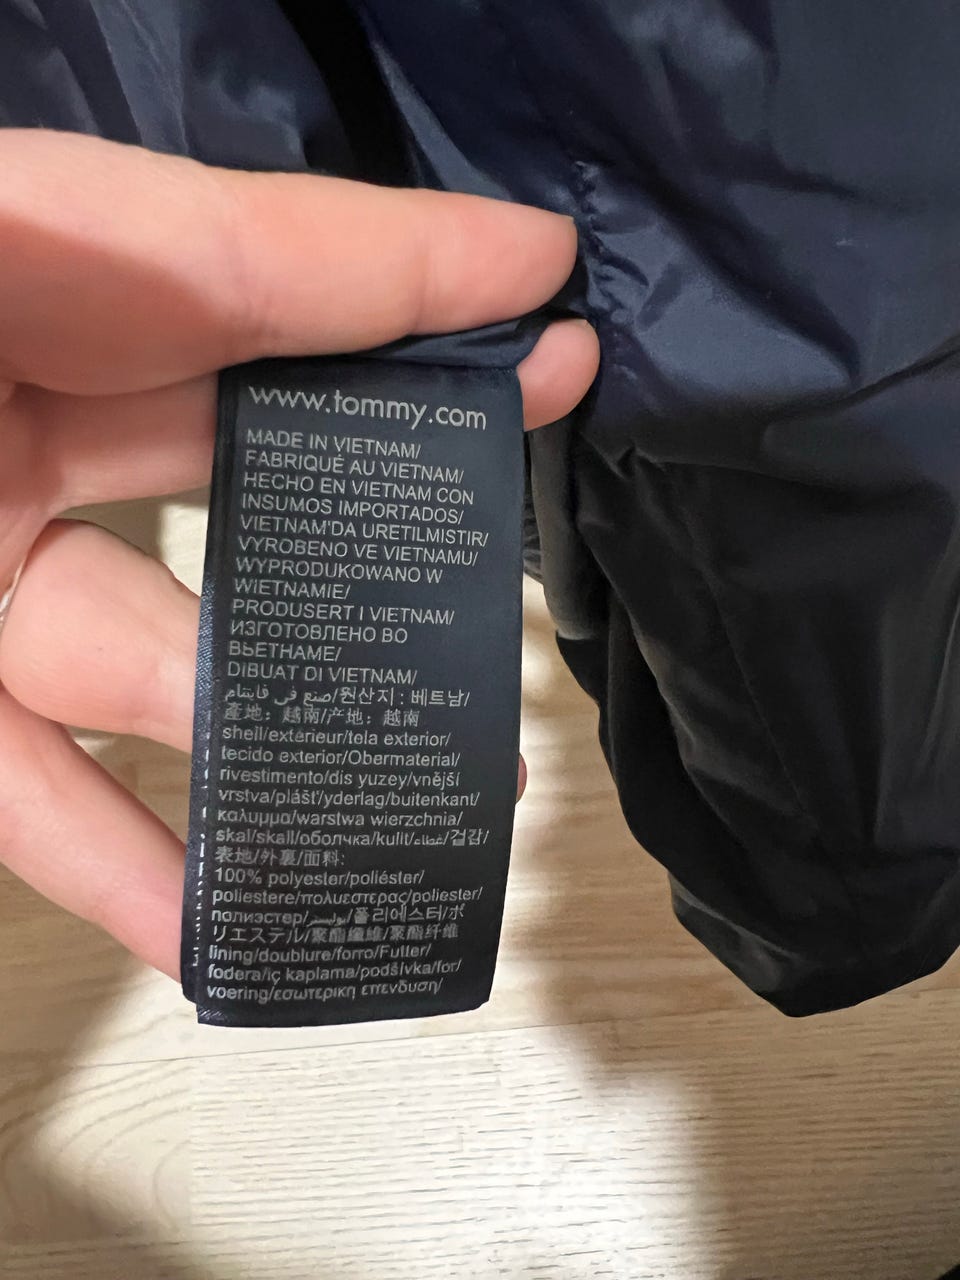 www.tommy.com
MADE IN VIETNAM/
FABRIQUÉ AU VIETNAM/
HECHO EN VIETNAM CON
INSUMOS IMPORTADOS/
VIETNAM'DA URETILMISTIR/
VYROBENO VE VIETNAMU/
WYPRODUKOWANO W
WIETNAMIE/
PRODUSERT I VIETNAM/
ИЗГОТОВЛЕНО ВО
ВЬЕТНАМЕ/
DIBUAT DI VIETNAM/
صنع في فايتنام/원산지 : 베트남/
產地：越南/产地：越南
shell/extérieur/tela exterior/
tecido exterior/Obermaterial/
rivestimento/dis yuzey/vnější
vrstva/plášť/yderlag/buitenkant/
καλυμμα/warstwa wierzchnia/
skal/skall/оболчка/kulit/غطاء/겉감/
表地/外裏/面料:
100% polyester/poliéster/
poliestere/πολυεστερας/poliester/
полиэстер/بوليستر/폴리에스터/ポ
リエステル/聚酯纖維/聚酯纤维
lining/doublure/forro/Futter/
fodera/iç kaplama/podšívka/for/
voering/εσωτερικη επενδυση/